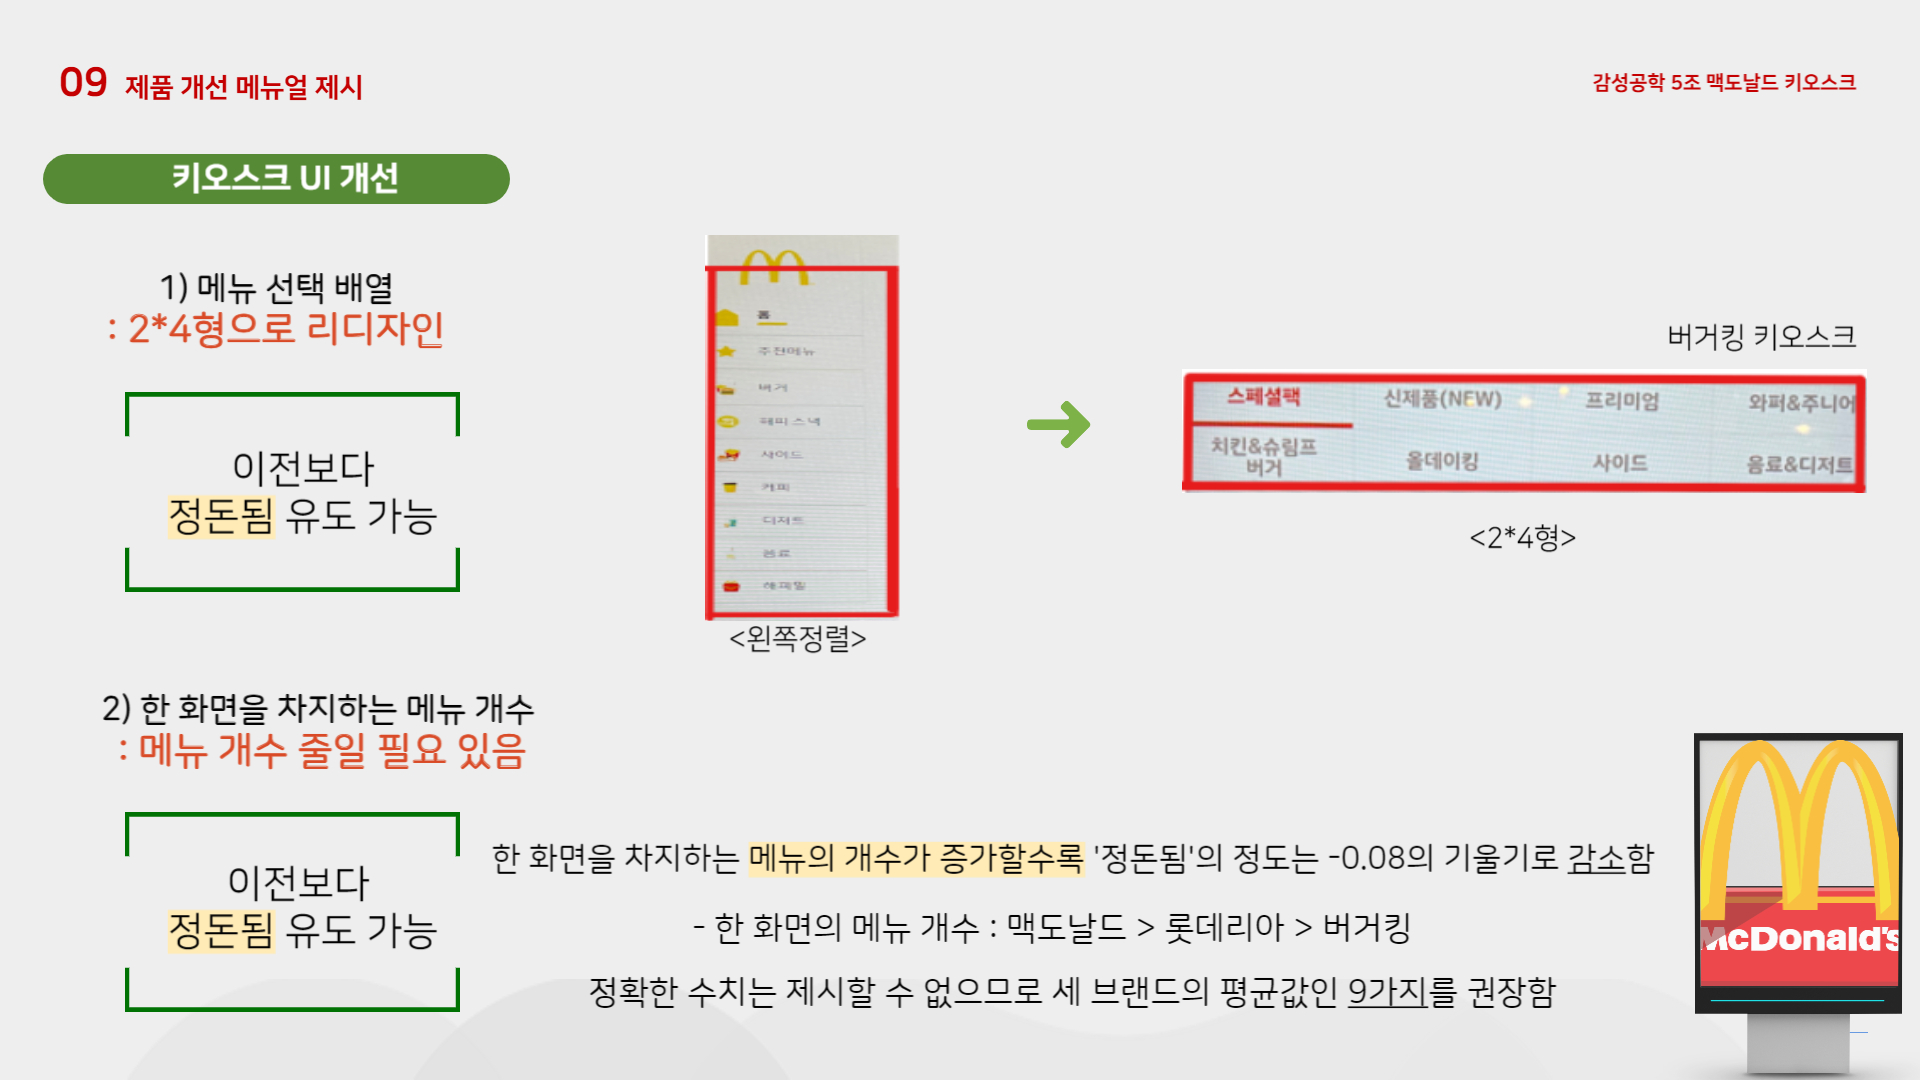 09 제품 개선 메뉴얼 제시
감성공학 5조 맥도날드 키오스크
키오스크 UI 개선
1) 메뉴 선택 배열
: 2*4형으로 리디자인
이전보다
정돈됨 유도 가능
홈
추천메뉴
버거
해피 스낵
사이드
커피
디저트
음료
해피밀
<왼쪽정렬>
버거킹 키오스크
스페셜팩 신제품(NEW) 프리미엄 와퍼&주니어
치킨&슈림프
버거 올데이킹 사이드 음료&디저트
<2*4형>
2) 한 화면을 차지하는 메뉴 개수
: 메뉴 개수 줄일 필요 있음
이전보다
정돈됨 유도 가능
한 화면을 차지하는 메뉴의 개수가 증가할수록 '정돈됨'의 정도는 -0.08의 기울기로 감소함
- 한 화면의 메뉴 개수 : 맥도날드 > 롯데리아 > 버거킹
정확한 수치는 제시할 수 없으므로 세 브랜드의 평균값인 9가지를 권장함
McDonald's